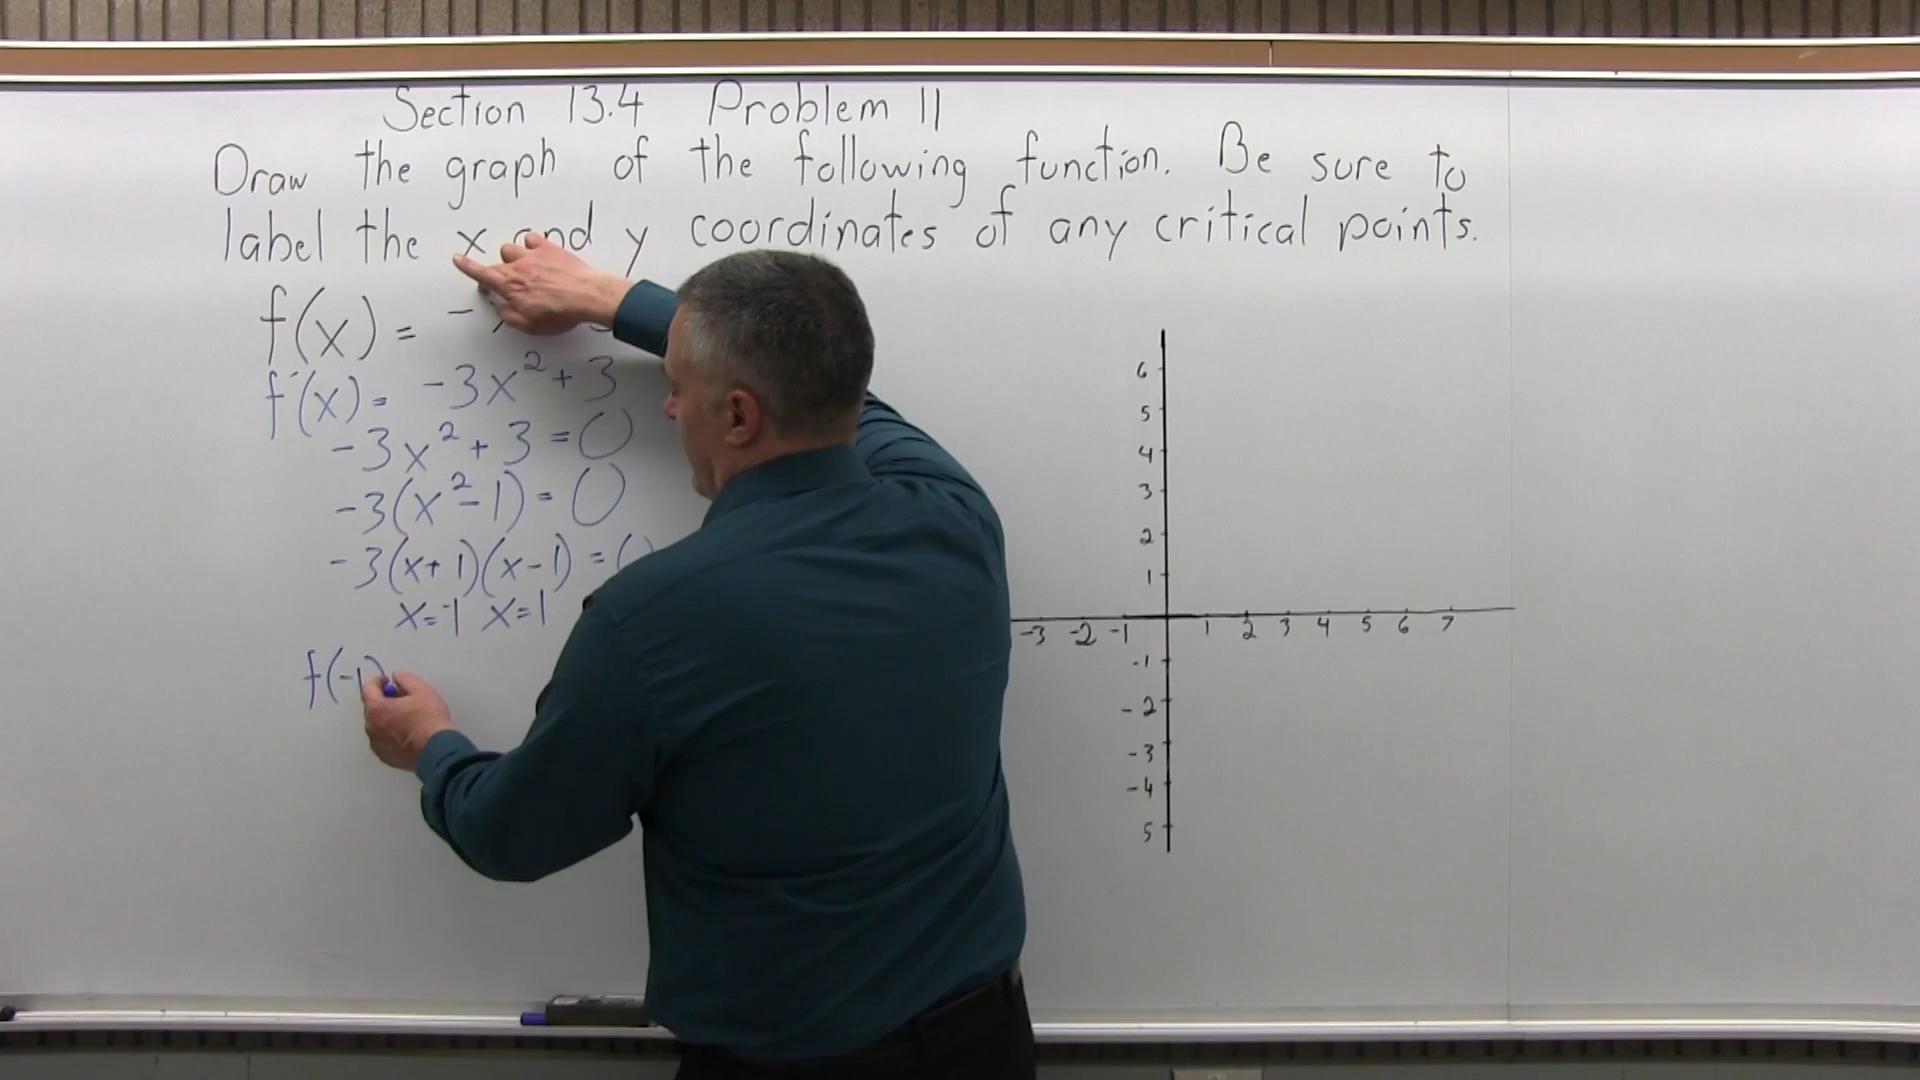 Section 13.4 Problem 11
Draw the graph of the following function. Be sure to
label the x and y coordinates of any critical points.
f(x) = -
f'(x) = -3x² + 3
-3x² + 3 = 0
-3(x² - 1) = 0
-3(x+1)(x-1) = 0
x=-1 x=1
f(-1)
6
5
4
3
2
1
-3 -2 -1 1 2 3 4 5 6 7
-1
-2
-3
-4
5